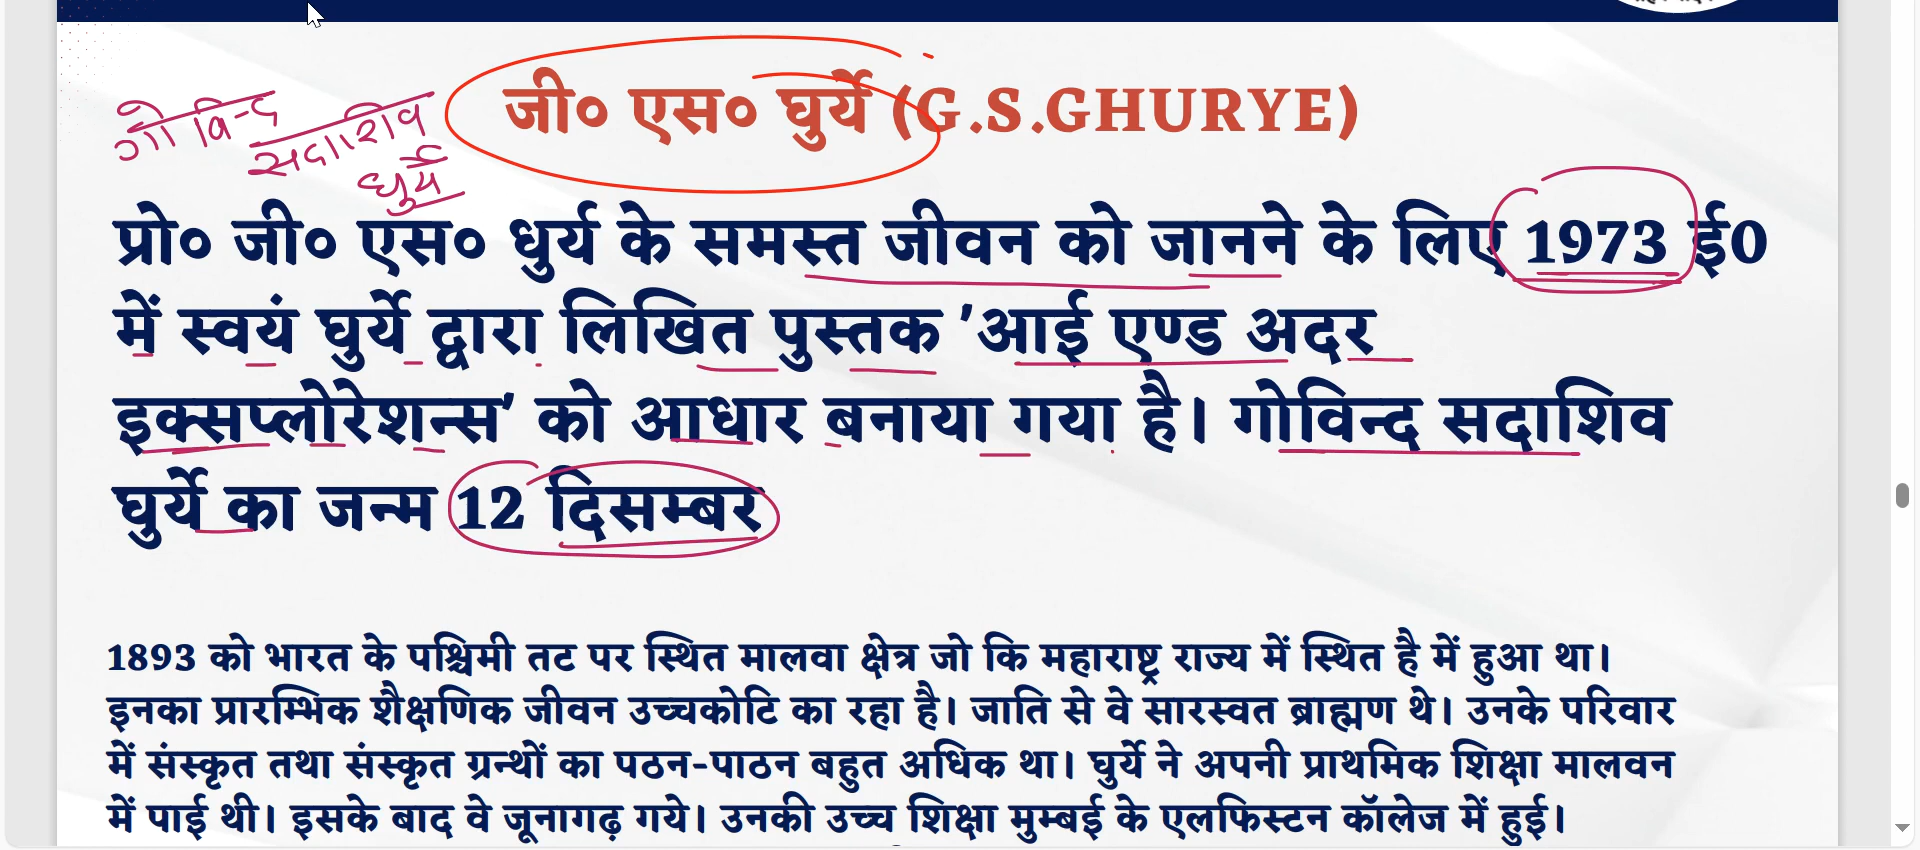 जी० एस० घुर्ये (G.S.GHURYE)
गोविन्द
सदाशिव
घुर्ये
प्रो० जी० एस० धुर्य के समस्त जीवन को जानने के लिए 1973 ई0
में स्वयं घुर्ये द्वारा लिखित पुस्तक 'आई एण्ड अदर
इक्सप्लोरेशन्स' को आधार बनाया गया है। गोविन्द सदाशिव
घुर्ये का जन्म 12 दिसम्बर
1893 को भारत के पश्चिमी तट पर स्थित मालवा क्षेत्र जो कि महाराष्ट्र राज्य में स्थित है में हुआ था।
इनका प्रारम्भिक शैक्षणिक जीवन उच्चकोटि का रहा है। जाति से वे सारस्वत ब्राह्मण थे। उनके परिवार
में संस्कृत तथा संस्कृत ग्रन्थों का पठन-पाठन बहुत अधिक था। घुर्ये ने अपनी प्राथमिक शिक्षा मालवन
में पाई थी। इसके बाद वे जूनागढ़ गये। उनकी उच्च शिक्षा मुम्बई के एलफिस्टन कॉलेज में हुई।